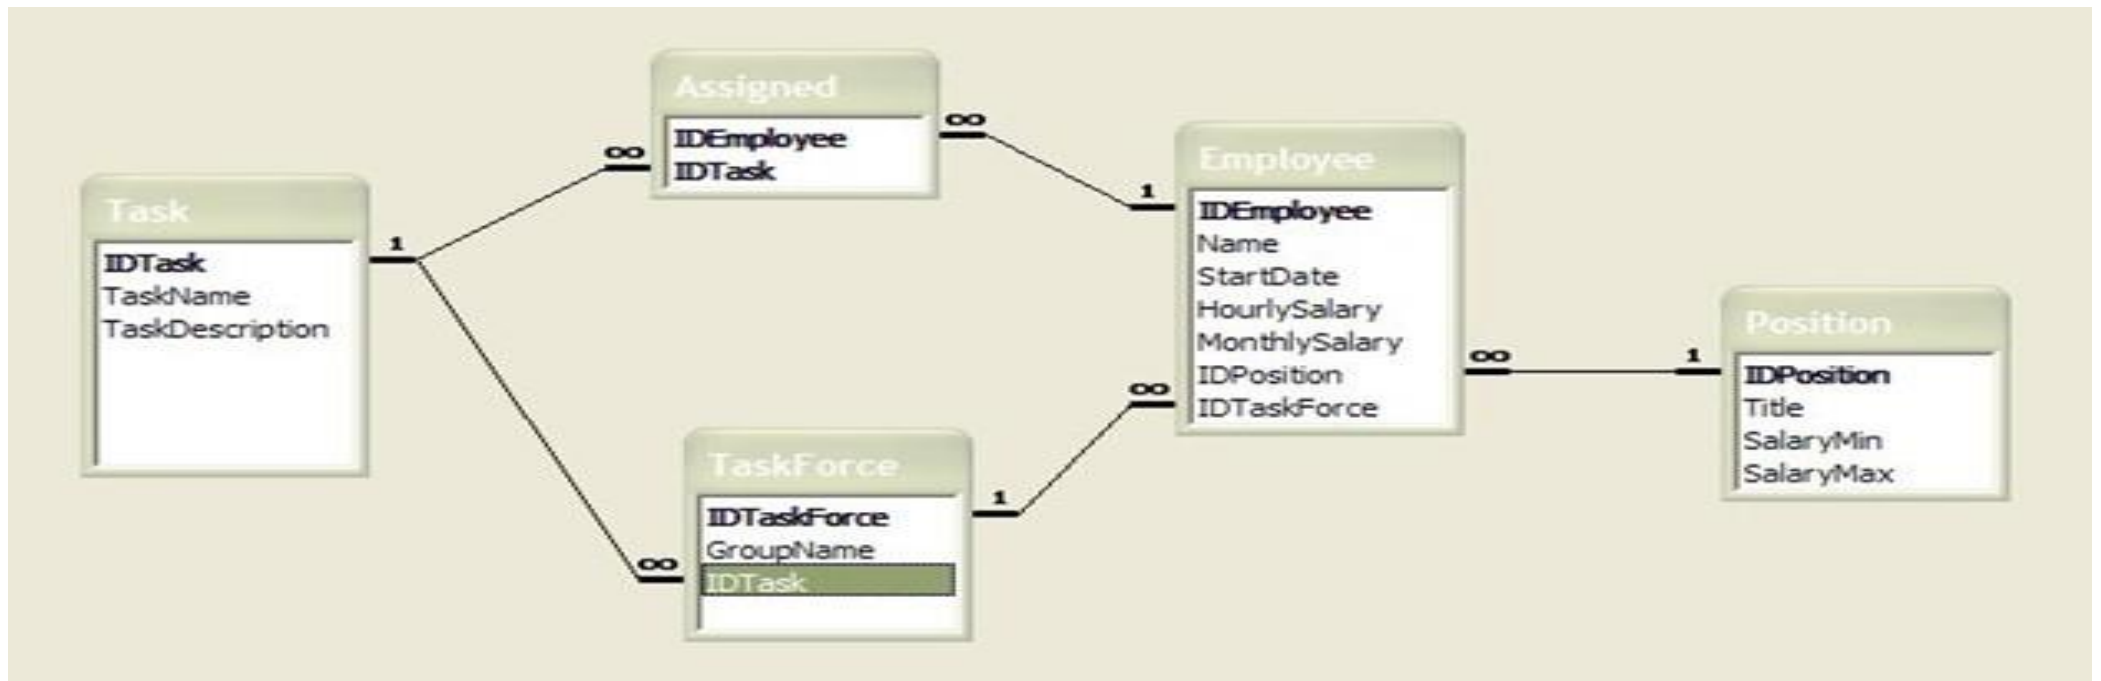 Task
IDTask
TaskName
TaskDescription
1
∞
∞
Assigned
IDEmployee
IDTask
∞
1
TaskForce
IDTaskForce
GroupName
IDTask
1
∞
Employee
IDEmployee
Name
StartDate
HourlySalary
MonthlySalary
IDPosition
IDTaskForce
∞
1
Position
IDPosition
Title
SalaryMin
SalaryMax